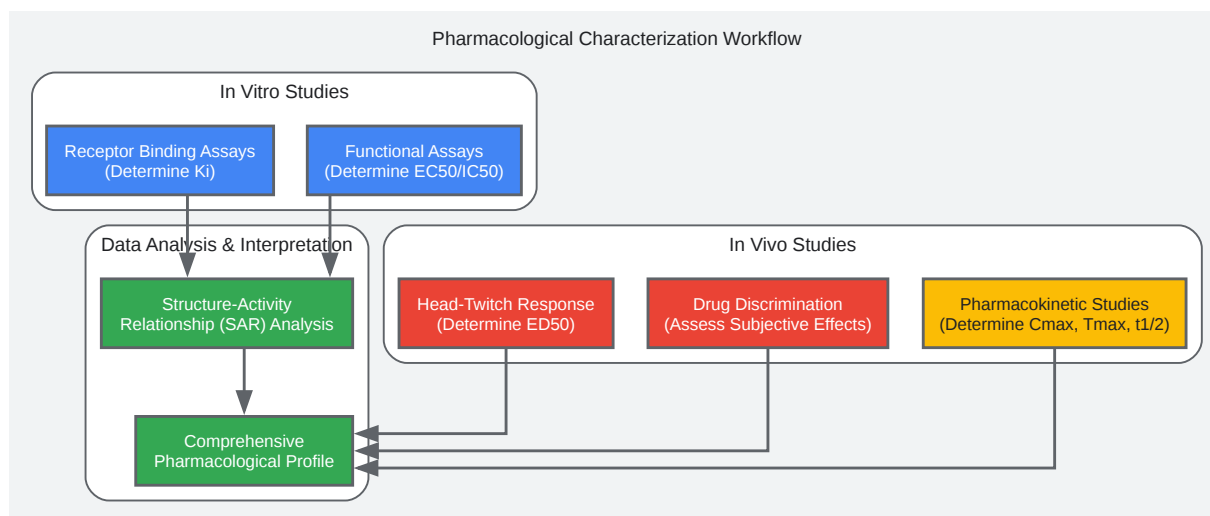 Pharmacological Characterization Workflow
In Vitro Studies
Receptor Binding Assays
(Determine Ki)
Functional Assays
(Determine EC50/IC50)
Data Analysis & Interpretation
Structure-Activity
Relationship (SAR) Analysis
Comprehensive
Pharmacological Profile
In Vivo Studies
Head-Twitch Response
(Determine ED50)
Drug Discrimination
(Assess Subjective Effects)
Pharmacokinetic Studies
(Determine Cmax, Tmax, t1/2)